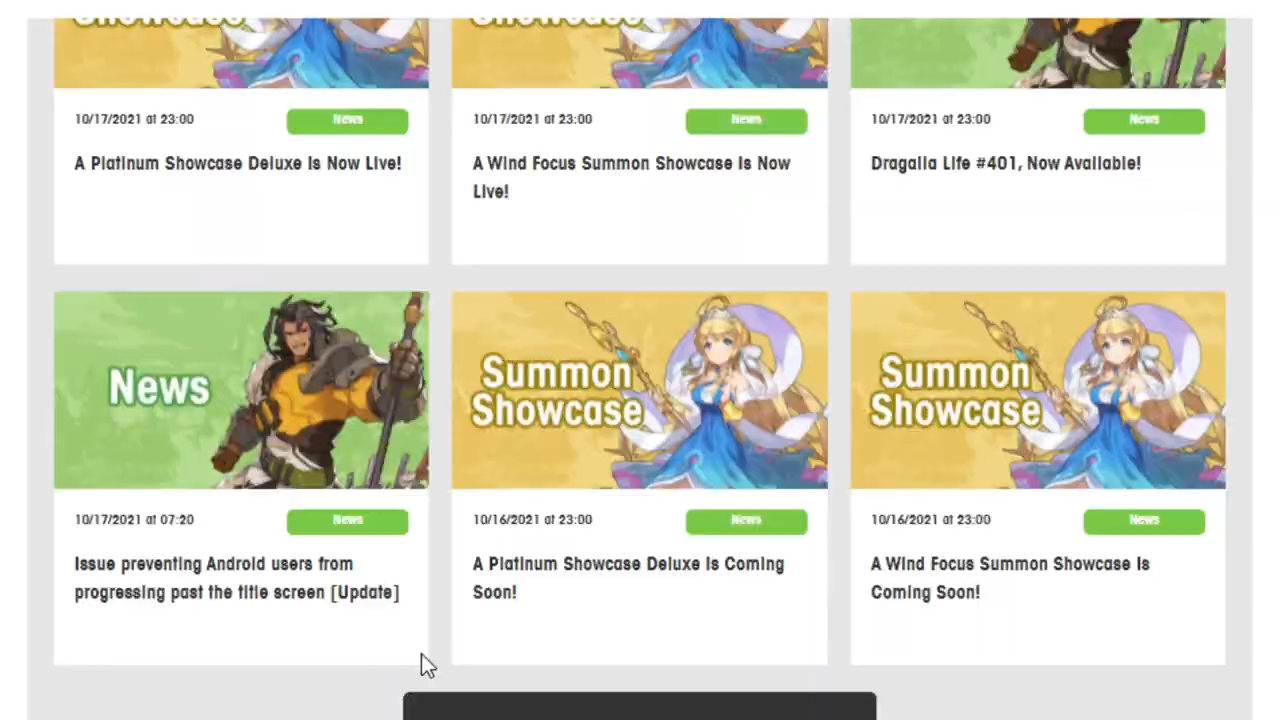 Showcase
Showcase
10/17/2021 at 23:00
News
A Platinum Showcase Deluxe Is Now Live!
10/17/2021 at 23:00
News
A Wind Focus Summon Showcase Is Now
Live!
10/17/2021 at 23:00
News
Dragalia Life #401, Now Available!
News
10/17/2021 at 07:20
News
Issue preventing Android users from
progressing past the title screen [Update]
Summon
Showcase
10/16/2021 at 23:00
News
A Platinum Showcase Deluxe Is Coming
Soon!
Summon
Showcase
10/16/2021 at 23:00
News
A Wind Focus Summon Showcase Is
Coming Soon!